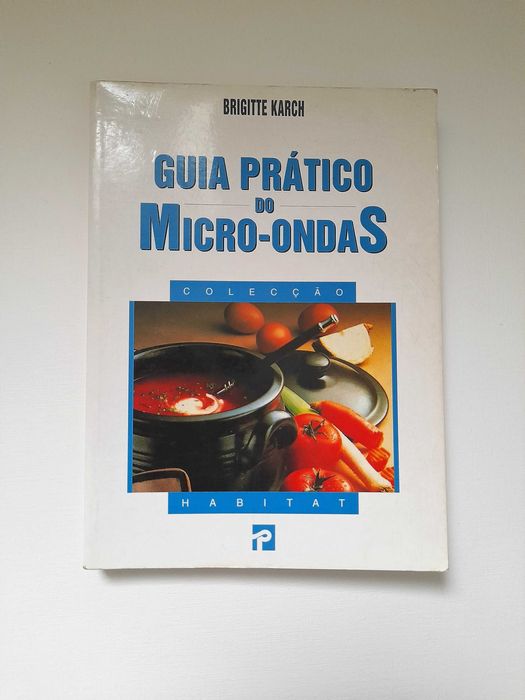 BRIGITTE KARCH
GUIA PRÁTICO
DO
MICRO-ONDAS
COLECÇÃO
HABITAT